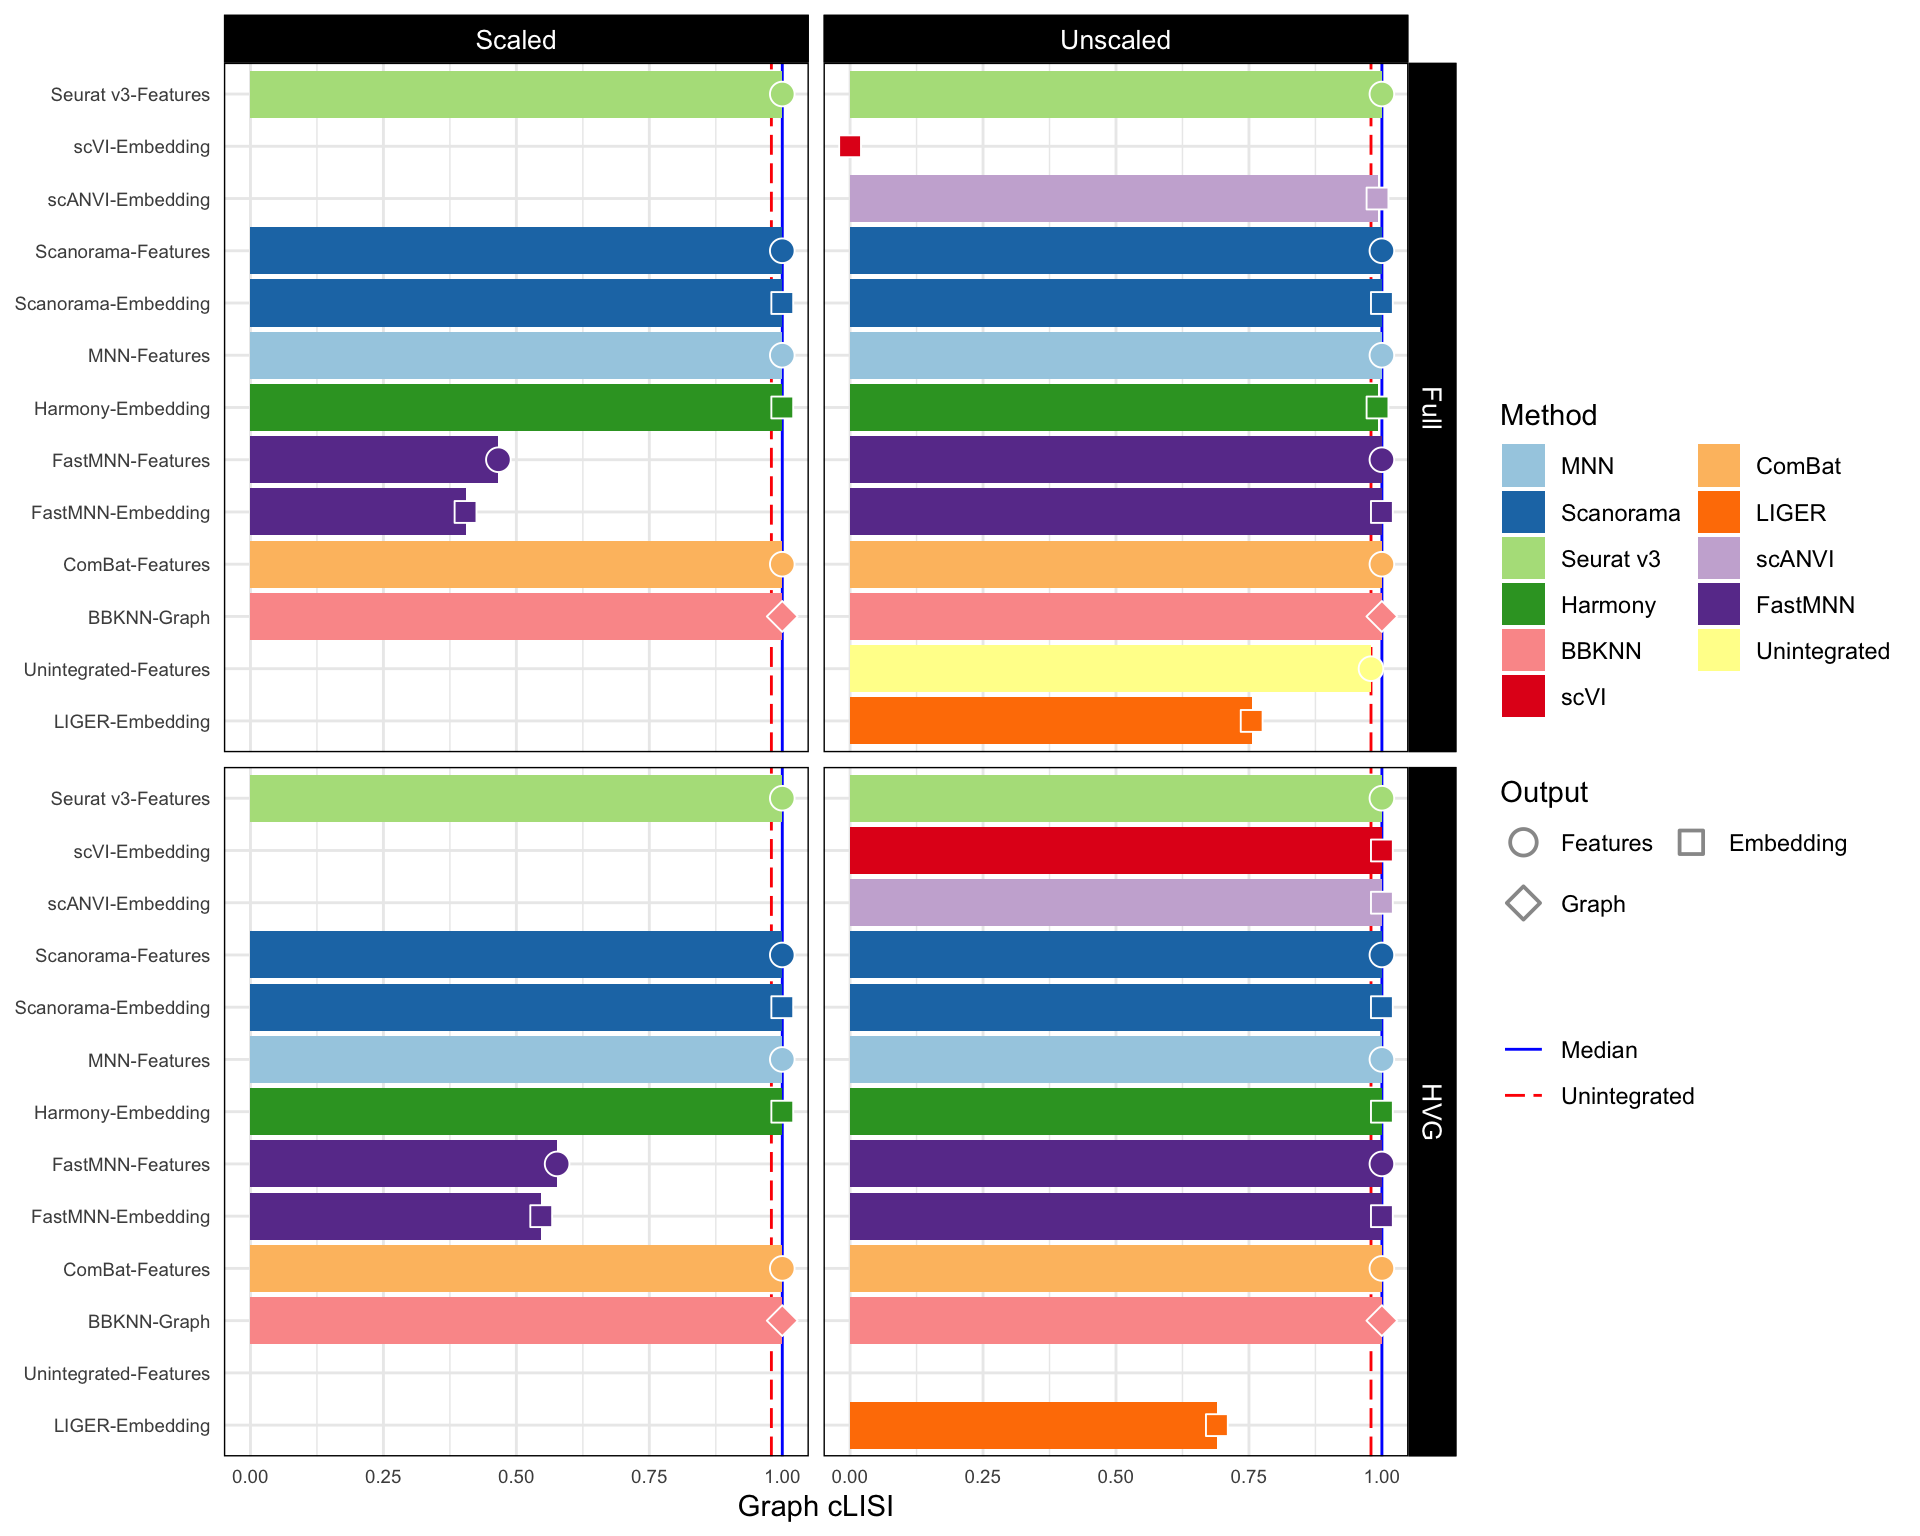 Scaled
Unscaled
Seurat v3-Features
scVI-Embedding
scANVI-Embedding
Scanorama-Features
Scanorama-Embedding
MNN-Features
Harmony-Embedding
FastMNN-Features
FastMNN-Embedding
ComBat-Features
BBKNN-Graph
Unintegrated-Features
LIGER-Embedding
Full
Seurat v3-Features
scVI-Embedding
scANVI-Embedding
Scanorama-Features
Scanorama-Embedding
MNN-Features
Harmony-Embedding
FastMNN-Features
FastMNN-Embedding
ComBat-Features
BBKNN-Graph
Unintegrated-Features
LIGER-Embedding
HVG
0.00 0.25 0.50 0.75 1.00
0.00 0.25 0.50 0.75 1.00
Graph cLISI
Method
MNN
Scanorama
Seurat v3
Harmony
BBKNN
scVI
ComBat
LIGER
scANVI
FastMNN
Unintegrated
Output
Features
Embedding
Graph
Median
Unintegrated